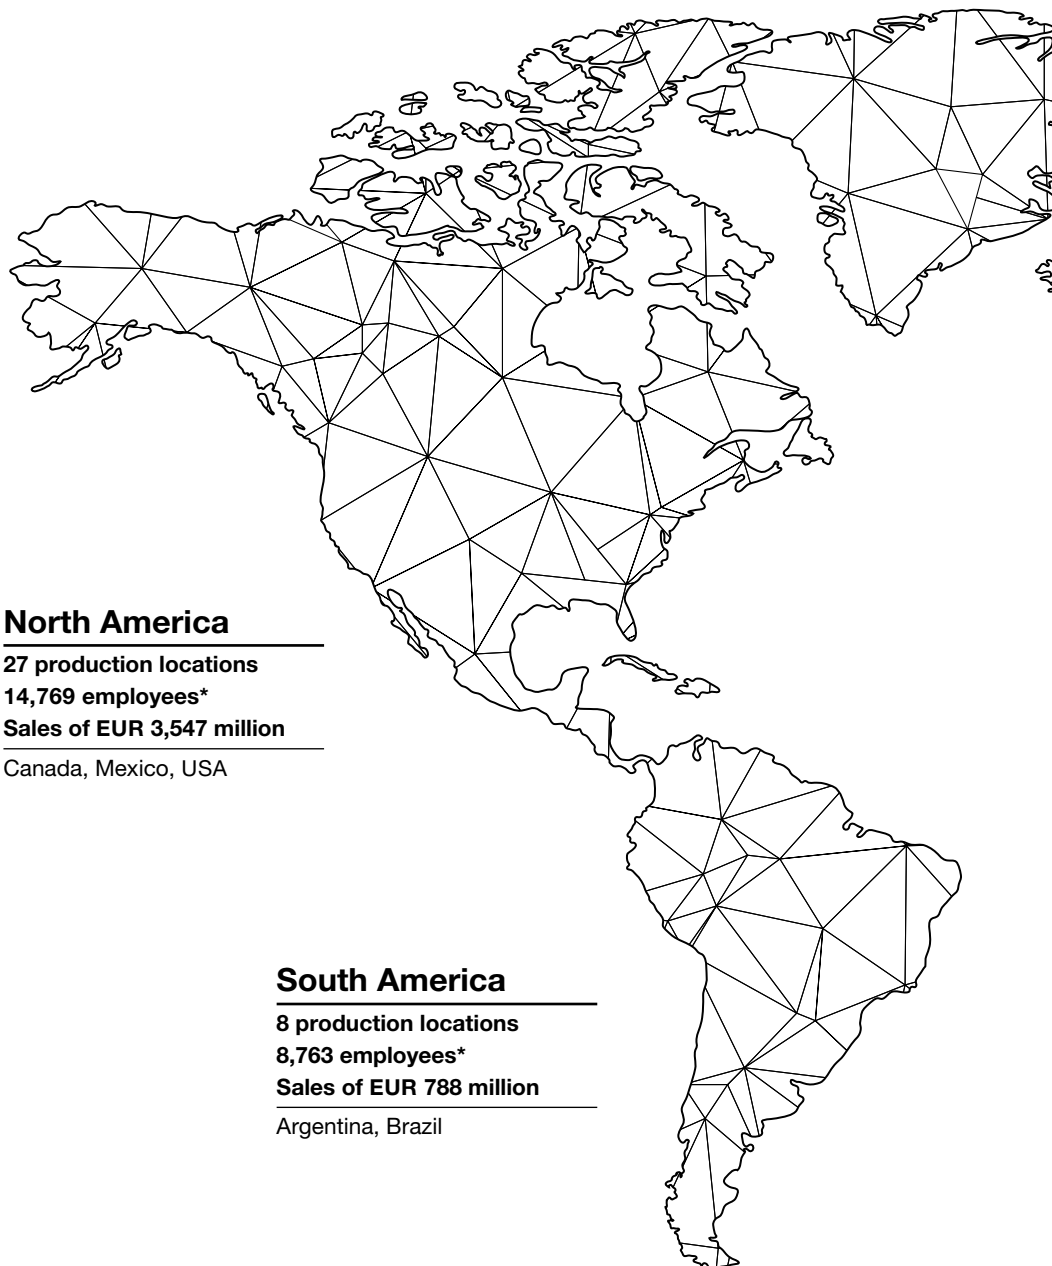 North America
27 production locations
14,769 employees*
Sales of EUR 3,547 million
Canada, Mexico, USA
South America
8 production locations
8,763 employees*
Sales of EUR 788 million
Argentina, Brazil